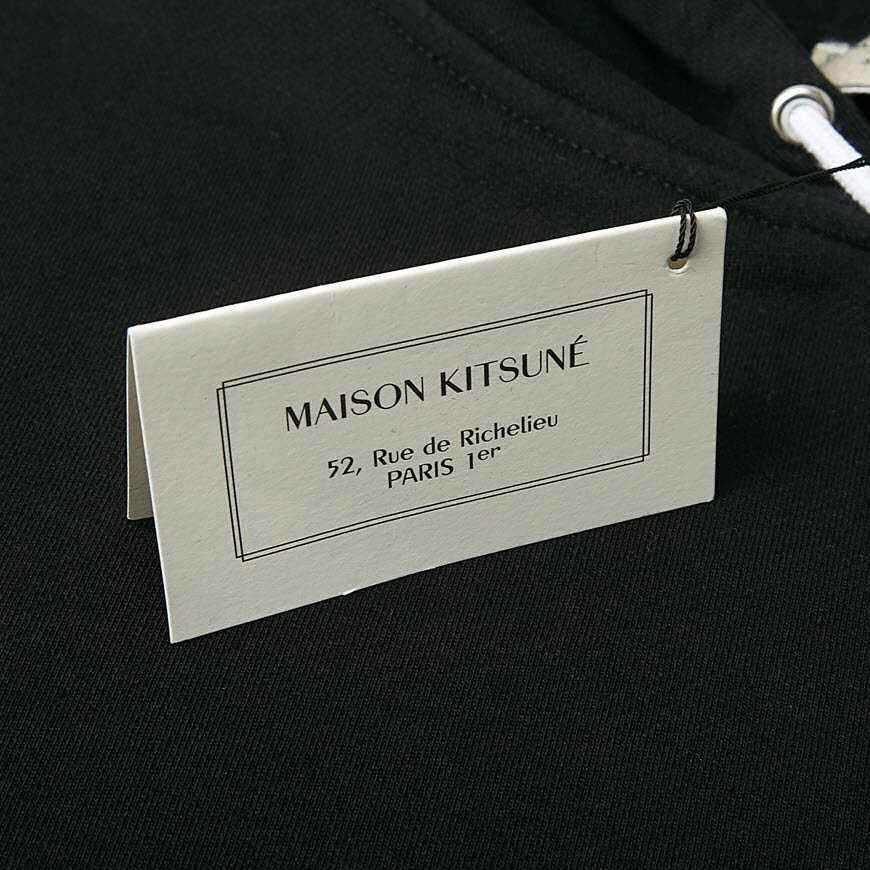 MAISON KITSUNÉ
52, Rue de Richelieu
PARIS 1er